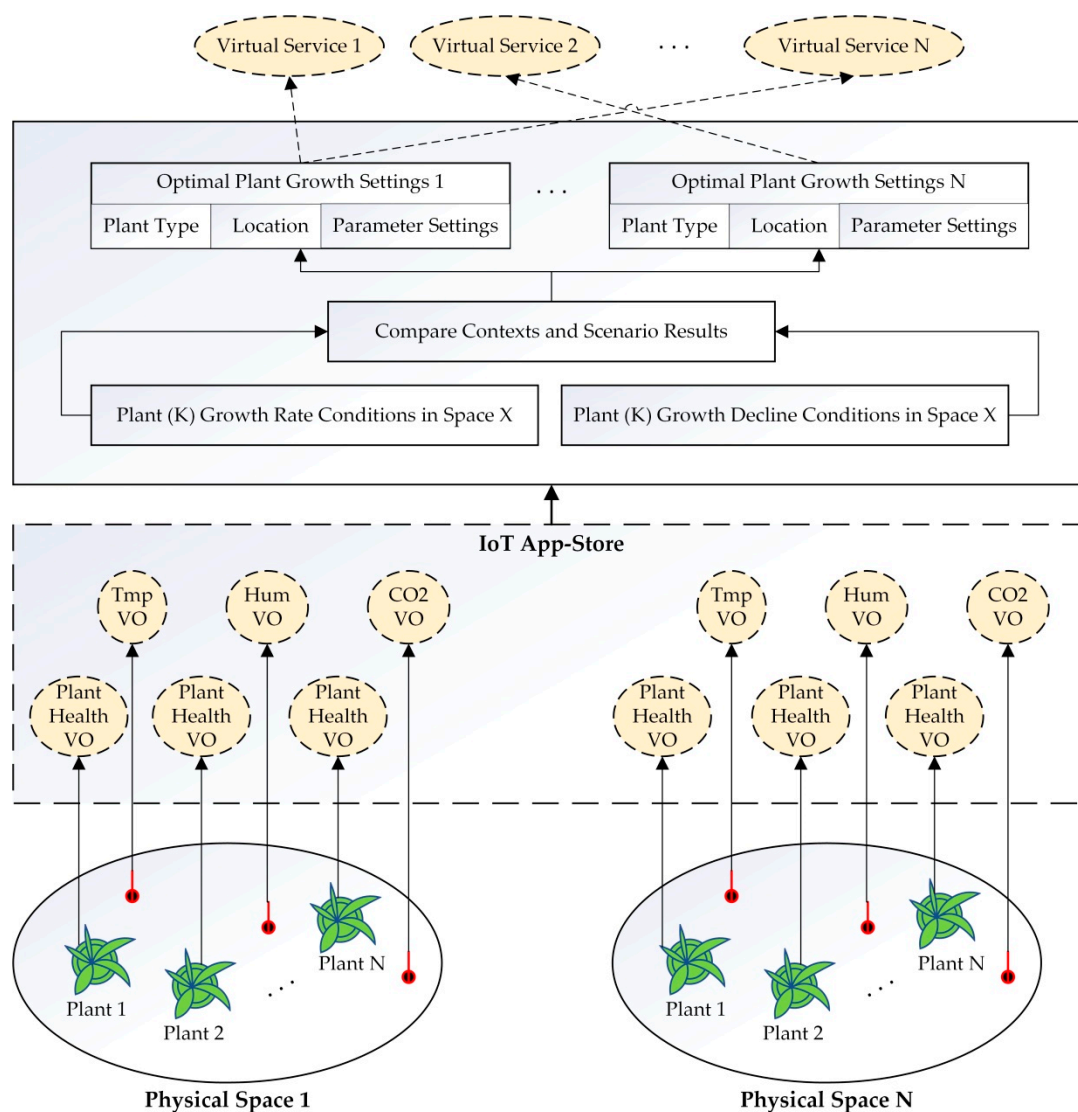 Virtual Service 1
Virtual Service 2
. . .
Virtual Service N
Optimal Plant Growth Settings 1
Plant Type
Location
Parameter Settings
. . .
Optimal Plant Growth Settings N
Plant Type
Location
Parameter Settings
Compare Contexts and Scenario Results
Plant (K) Growth Rate Conditions in Space X
Plant (K) Growth Decline Conditions in Space X
IoT App-Store
Tmp
VO
Hum
VO
CO2
VO
Tmp
VO
Hum
VO
CO2
VO
Plant
Health
VO
Plant
Health
VO
Plant
Health
VO
Plant
Health
VO
Plant
Health
VO
Plant
Health
VO
Plant 1
Plant 2
. . .
Plant N
Plant 1
Plant 2
. . .
Plant N
Physical Space 1
Physical Space N